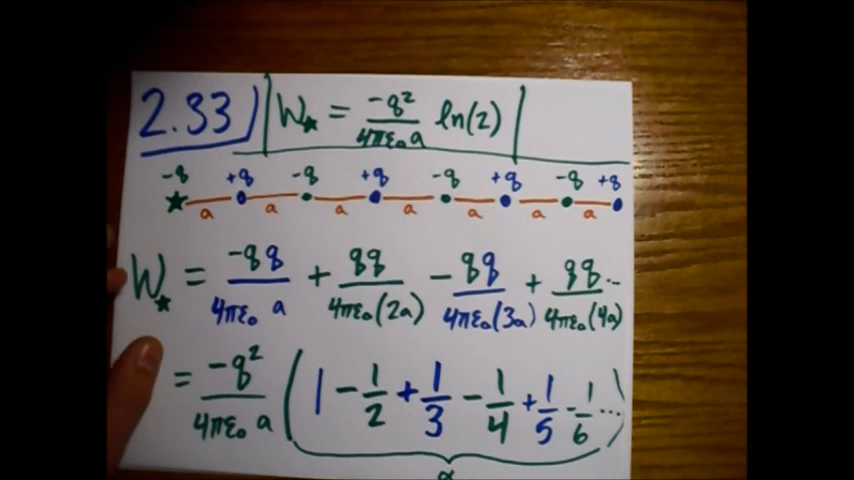 2.33) W★ = -q²/4πε₀a ln(2)
-q +q -q +q -q +q -q +q
a a a a a a a
W★ = -qq/4πε₀ a + qq/4πε₀(2a) - qq/4πε₀(3a) + qq/4πε₀(4a) ...
= -q²/4πε₀ a (1 - 1/2 + 1/3 - 1/4 + 1/5 - 1/6 ...)